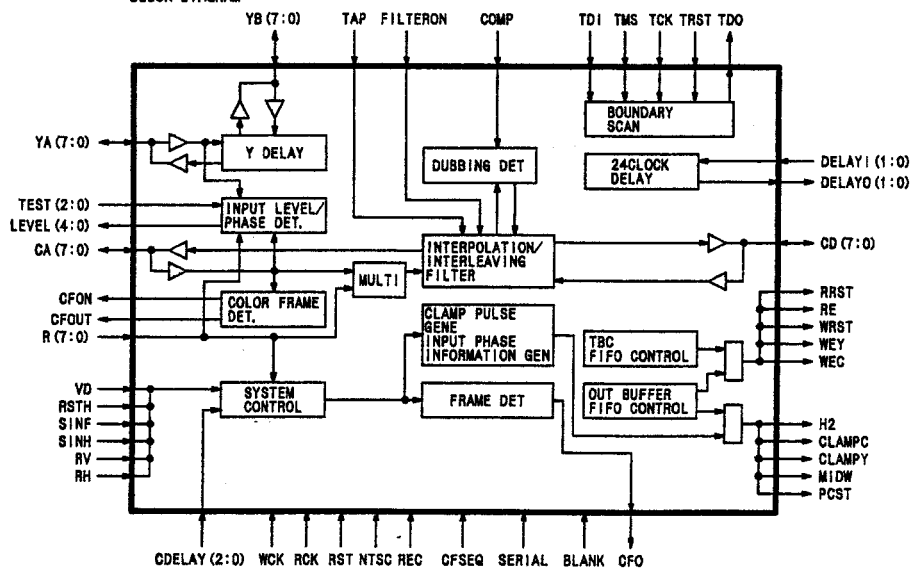 BLOCK DIAGRAM
YB(7:0) TAP FILTERON COMP TDI TMS TCK TRST TDO
BOUNDARY
SCAN
YA(7:0)
Y DELAY
DUBBING DET
24CLOCK
DELAY
DELAYI(1:0)
DELAYO(1:0)
TEST(2:0)
LEVEL(4:0)
INPUT LEVEL/
PHASE DET.
CA(7:0)
INTERPOLATION/
INTERLEAVING
FILTER
CD(7:0)
MULTI
CFON
CFOUT
COLOR FRAME
DET.
R(7:0)
CLAMP PULSE
GENE
INPUT PHASE
INFORMATION GEN
TBC
FIFO CONTROL
RRST
RE
WRST
WEY
WEC
VD
RSTH
SINF
SINH
RV
RH
SYSTEM
CONTROL
FRAME DET
OUT BUFFER
FIFO CONTROL
H2
CLAMPC
CLAMPY
MIDW
PCST
CDELAY(2:0) WCK RCK RST NTSC REC CFSEQ SERIAL BLANK CFO